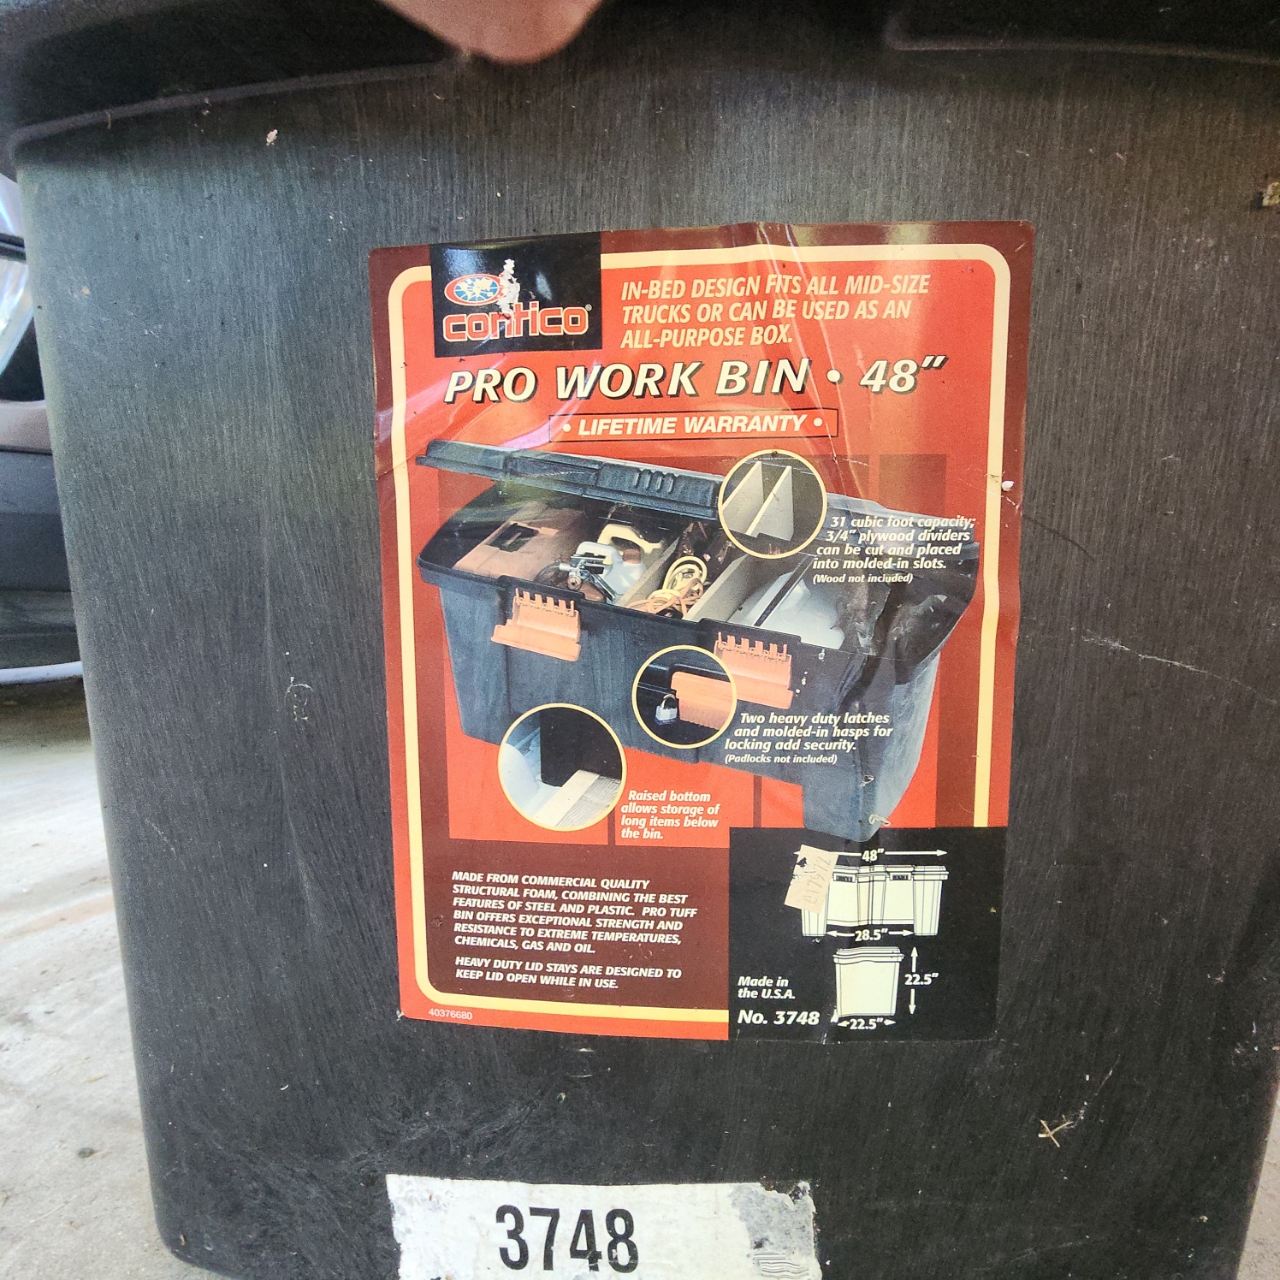 contico®
IN-BED DESIGN FITS ALL MID-SIZE
TRUCKS OR CAN BE USED AS AN
ALL-PURPOSE BOX.
PRO WORK BIN • 48"
• LIFETIME WARRANTY •
31 cubic foot capacity;
3/4" plywood dividers
can be cut and placed
into molded-in slots.
(Wood not included)
Two heavy duty latches
and molded-in hasps for
locking add security.
(Padlocks not included)
Raised bottom
allows storage of
long items below
the bin.
MADE FROM COMMERCIAL QUALITY
STRUCTURAL FOAM, COMBINING THE BEST
FEATURES OF STEEL AND PLASTIC. PRO TUFF
BIN OFFERS EXCEPTIONAL STRENGTH AND
RESISTANCE TO EXTREME TEMPERATURES,
CHEMICALS, GAS AND OIL.
HEAVY DUTY LID STAYS ARE DESIGNED TO
KEEP LID OPEN WHILE IN USE.
40376680
48"
28.5"
22.5"
22.5"
Made in
the U.S.A.
No. 3748
3748